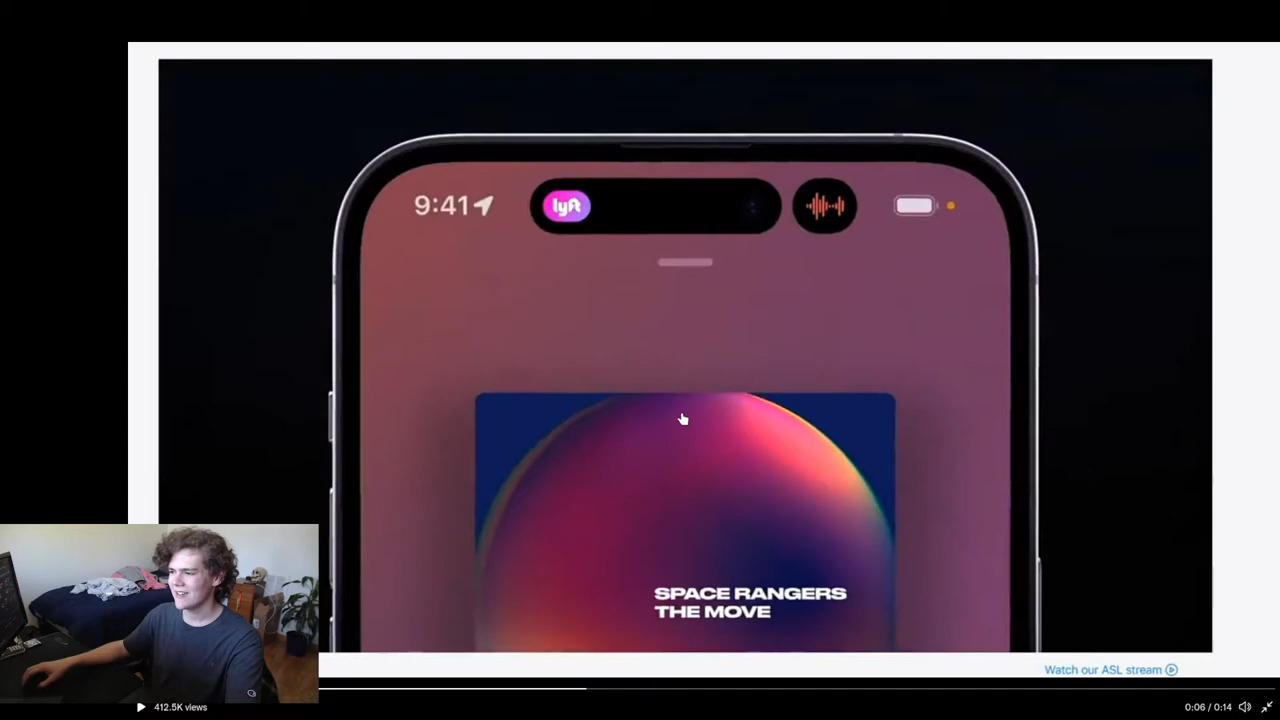 9:41
lyft
SPACE RANGERS
THE MOVE
Watch our ASL stream
412.5K views
0:06 / 0:14